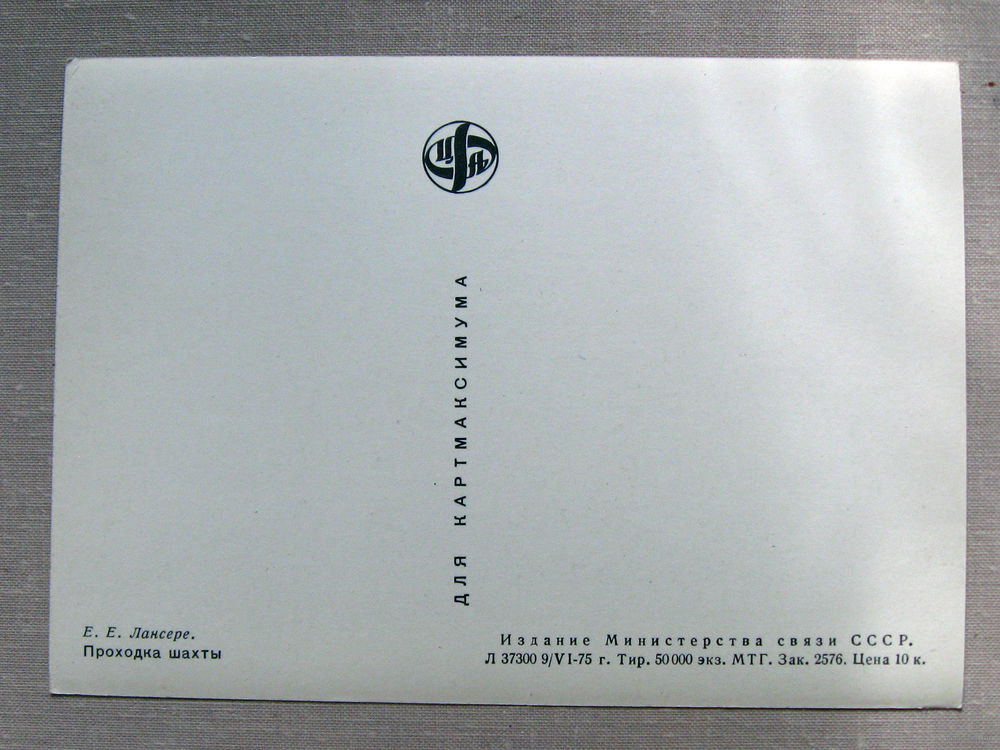 ЦФА
ДЛЯ КАРТМАКСИМУМА
Е. Е. Лансере.
Проходка шахты
Издание Министерства связи СССР.
Л 37300 9/VI-75 г. Тир. 50 000 экз. МТГ. Зак. 2576. Цена 10 к.